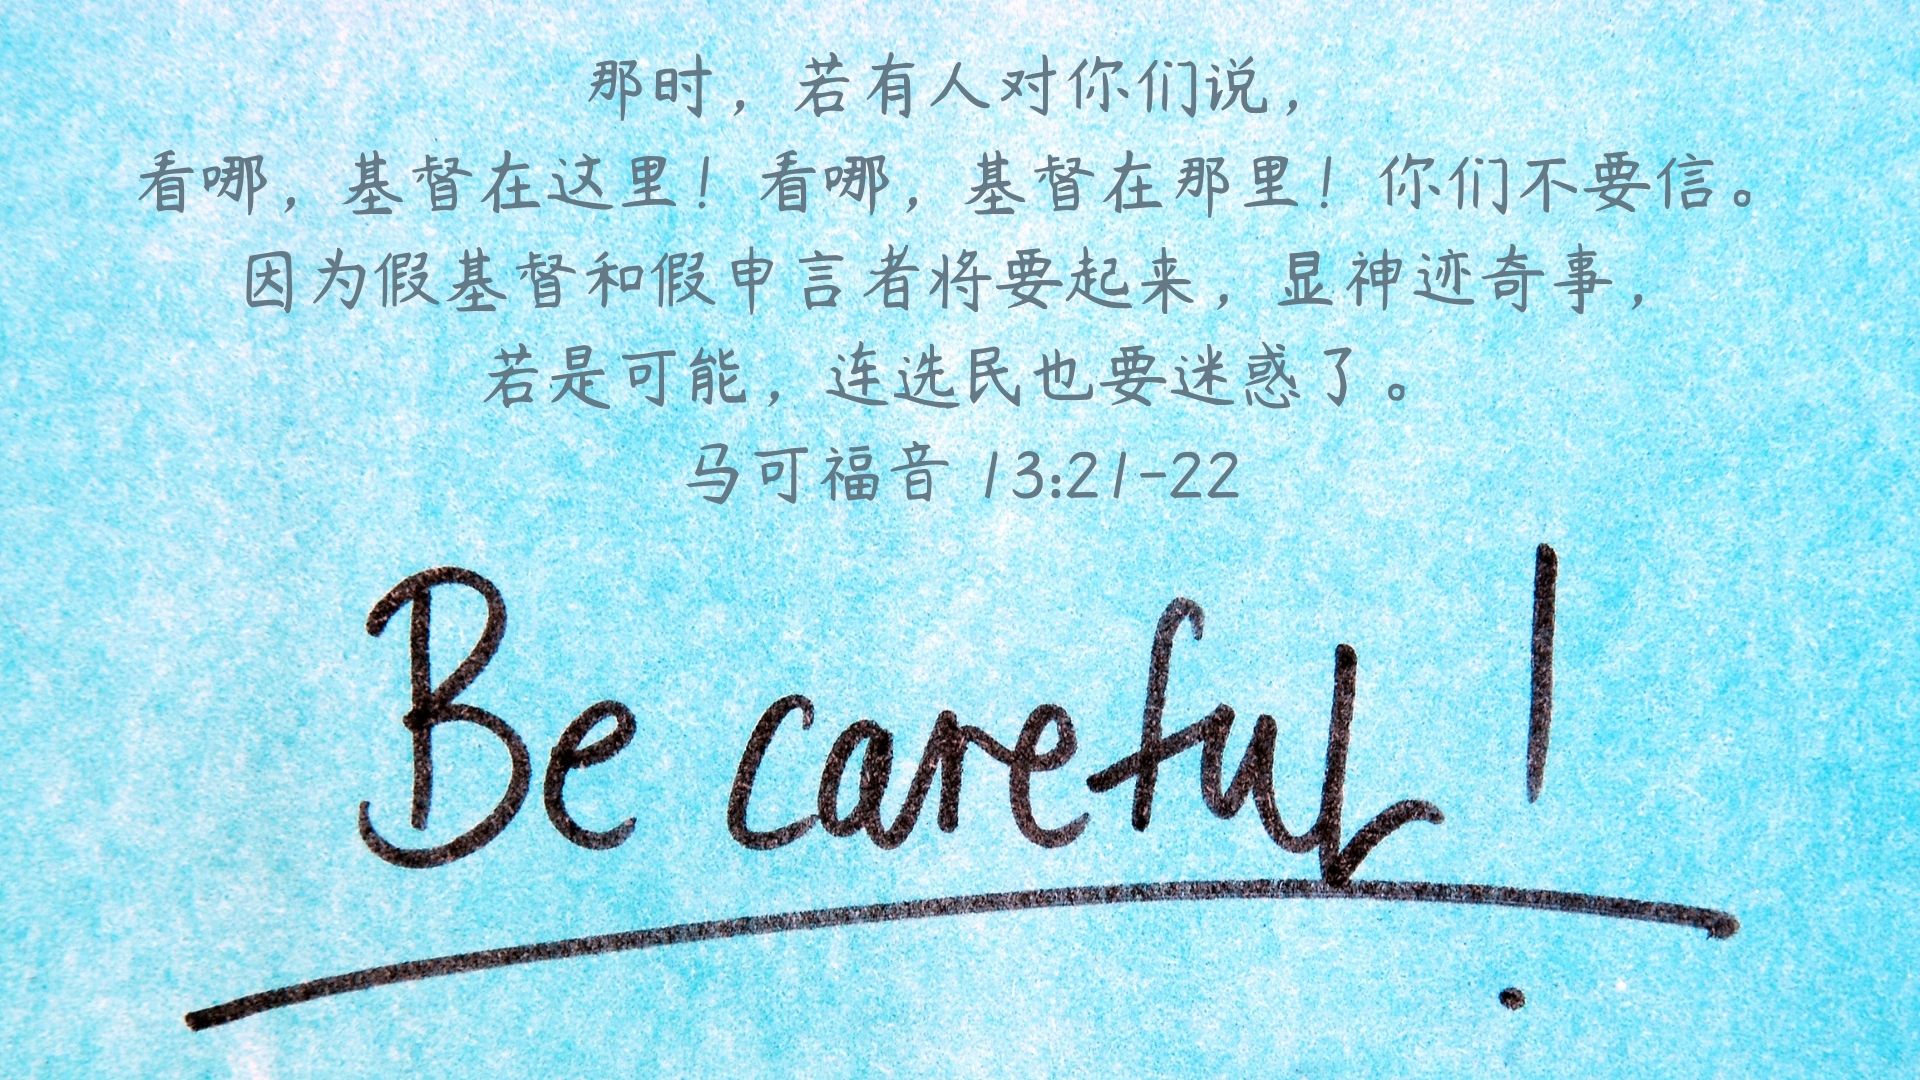 那时，若有人对你们说，
看哪，基督在这里！看哪，基督在那里！你们不要信。
因为假基督和假申言者将要起来，显神迹奇事，
若是可能，连选民也要迷惑了。
马可福音 13:21-22
Be careful!